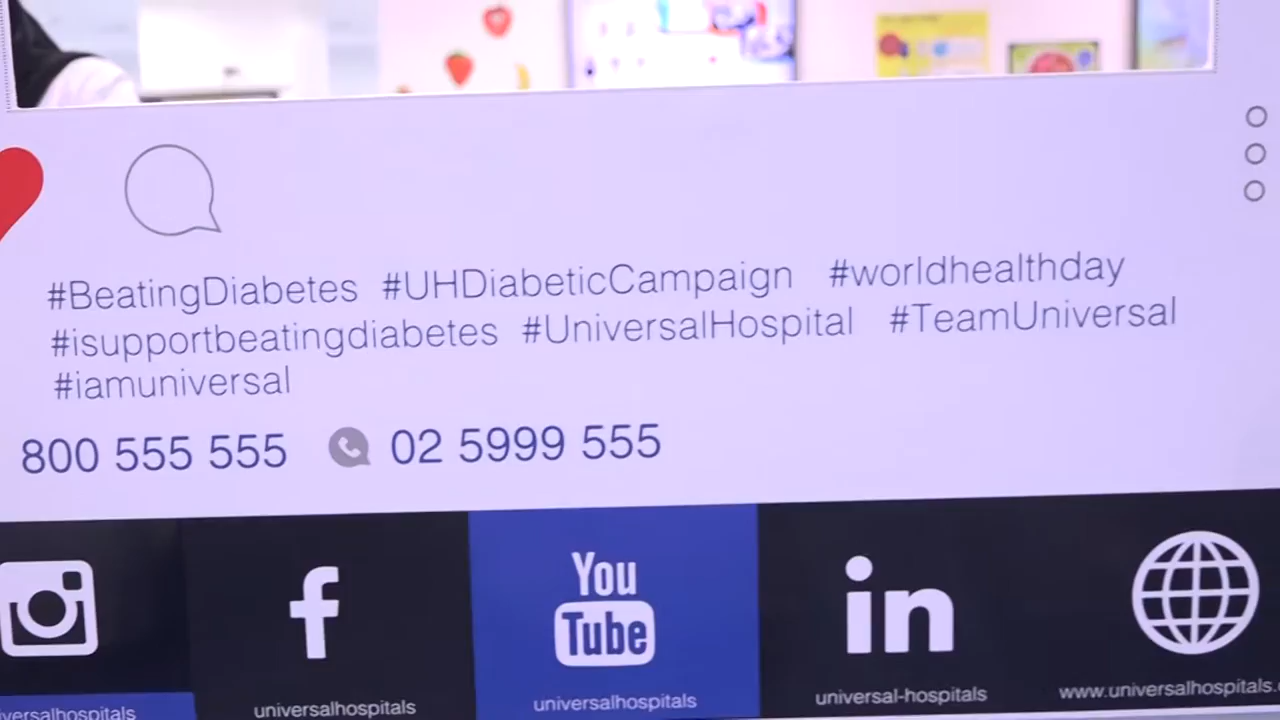 #BeatingDiabetes #UHDiabeticCampaign #worldhealthday
#isupportbeatingdiabetes #UniversalHospital #TeamUniversal
#iamuniversal
800 555 555 02 5999 555
f You Tube in
universalhospitals universalhospitals universal-hospitals